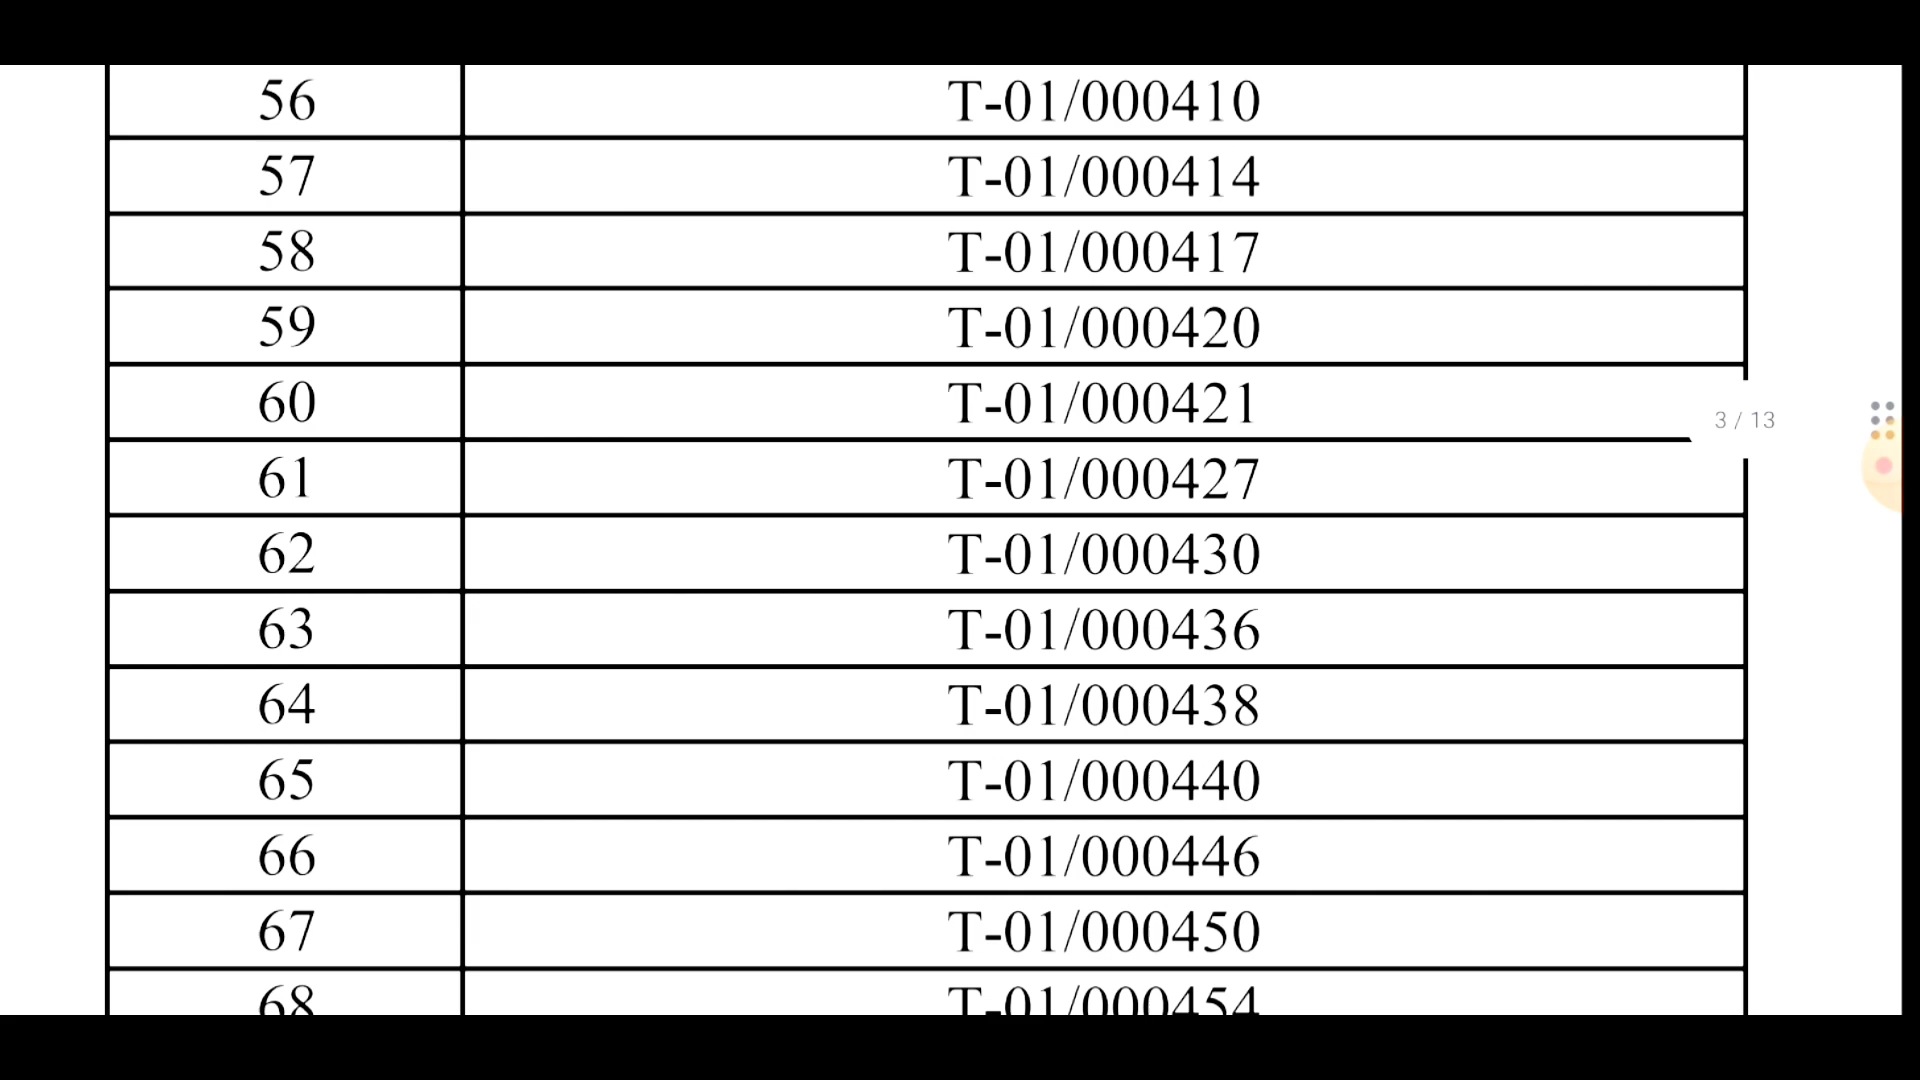 56 T-01/000410
57 T-01/000414
58 T-01/000417
59 T-01/000420
60 T-01/000421
3 / 13
61 T-01/000427
62 T-01/000430
63 T-01/000436
64 T-01/000438
65 T-01/000440
66 T-01/000446
67 T-01/000450
68 T-01/000454